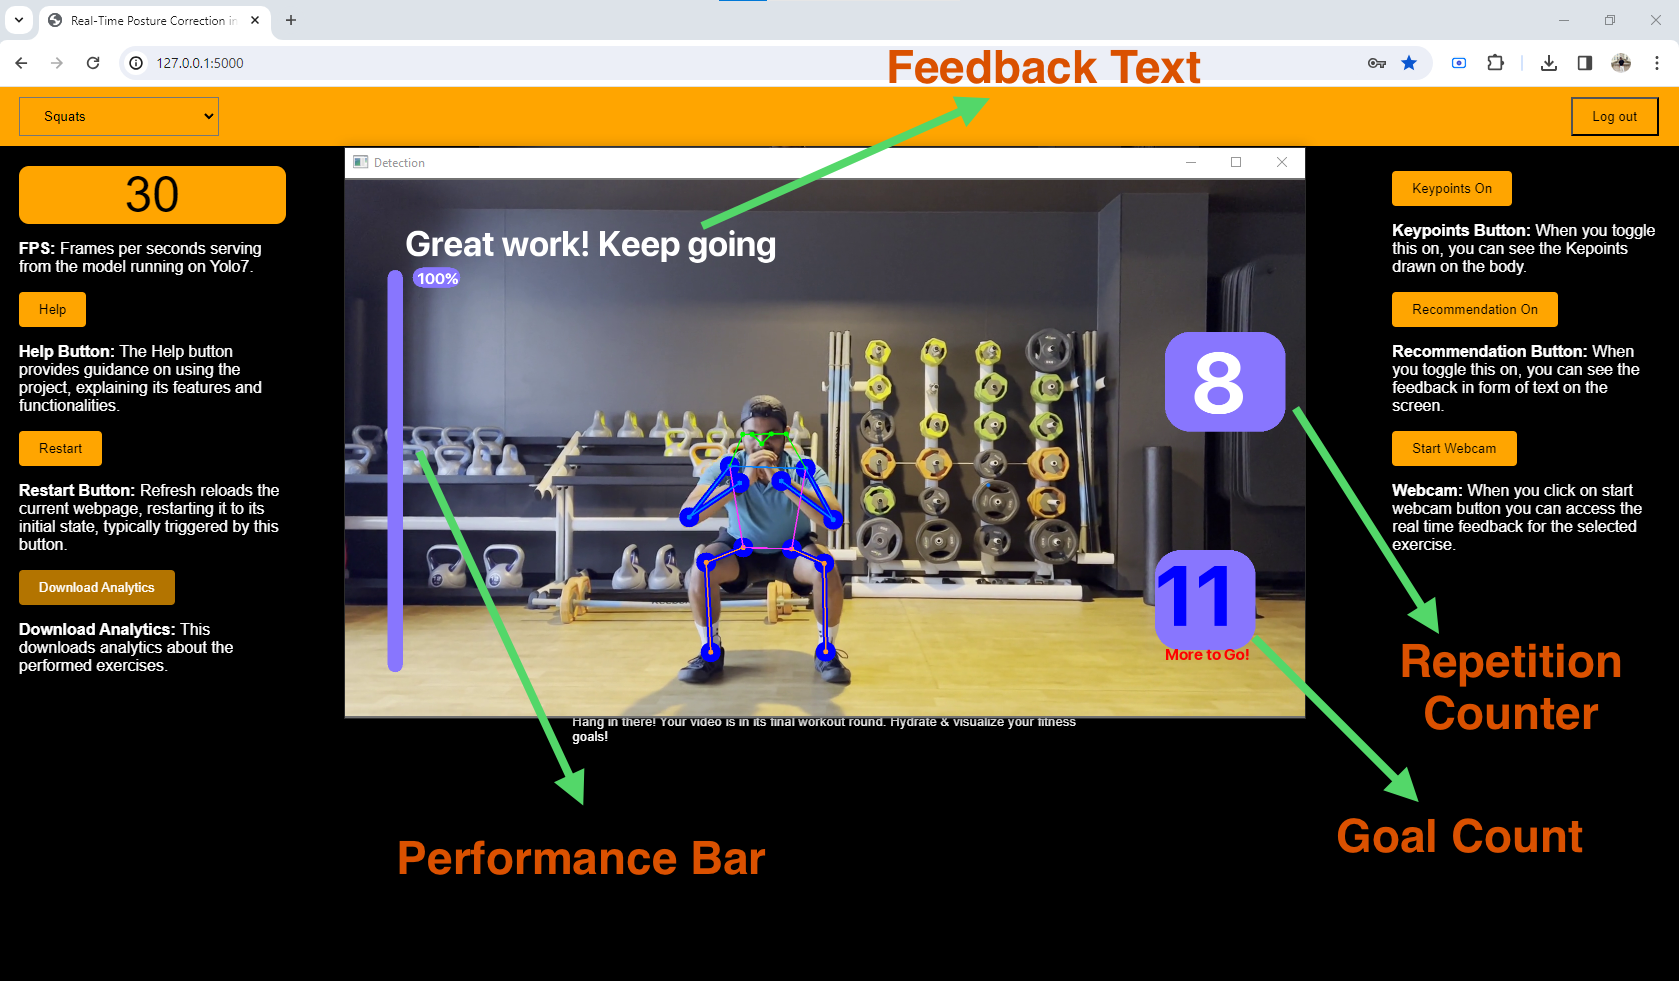 Real-Time Posture Correction in
127.0.0.1:5000
Feedback Text
Squats
Log out
Detection
30
FPS: Frames per seconds serving
from the model running on Yolo7.
Help
Help Button: The Help button
provides guidance on using the
project, explaining its features and
functionalities.
Restart
Restart Button: Refresh reloads the
current webpage, restarting it to its
initial state, typically triggered by this
button.
Download Analytics
Download Analytics: This
downloads analytics about the
performed exercises.
Great work! Keep going
100%
8
11
More to Go!
Hang in there! Your video is in its final workout round. Hydrate & visualize your fitness
goals!
Keypoints On
Keypoints Button: When you toggle
this on, you can see the Kepoints
drawn on the body.
Recommendation On
Recommendation Button: When
you toggle this on, you can see the
feedback in form of text on the
screen.
Start Webcam
Webcam: When you click on start
webcam button you can access the
real time feedback for the selected
exercise.
Repetition
Counter
Goal Count
Performance Bar